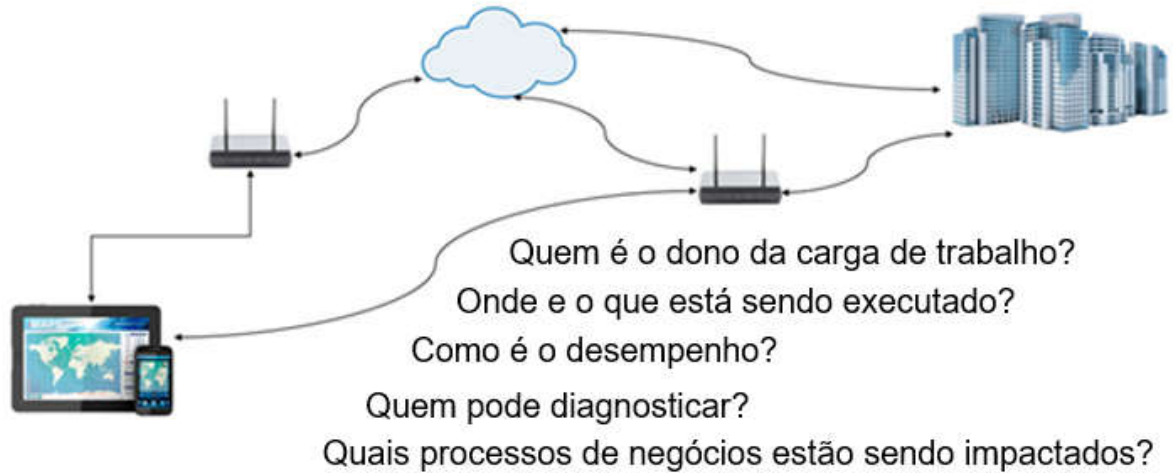 Quem é o dono da carga de trabalho?
Onde e o que está sendo executado?
Como é o desempenho?
Quem pode diagnosticar?
Quais processos de negócios estão sendo impactados?